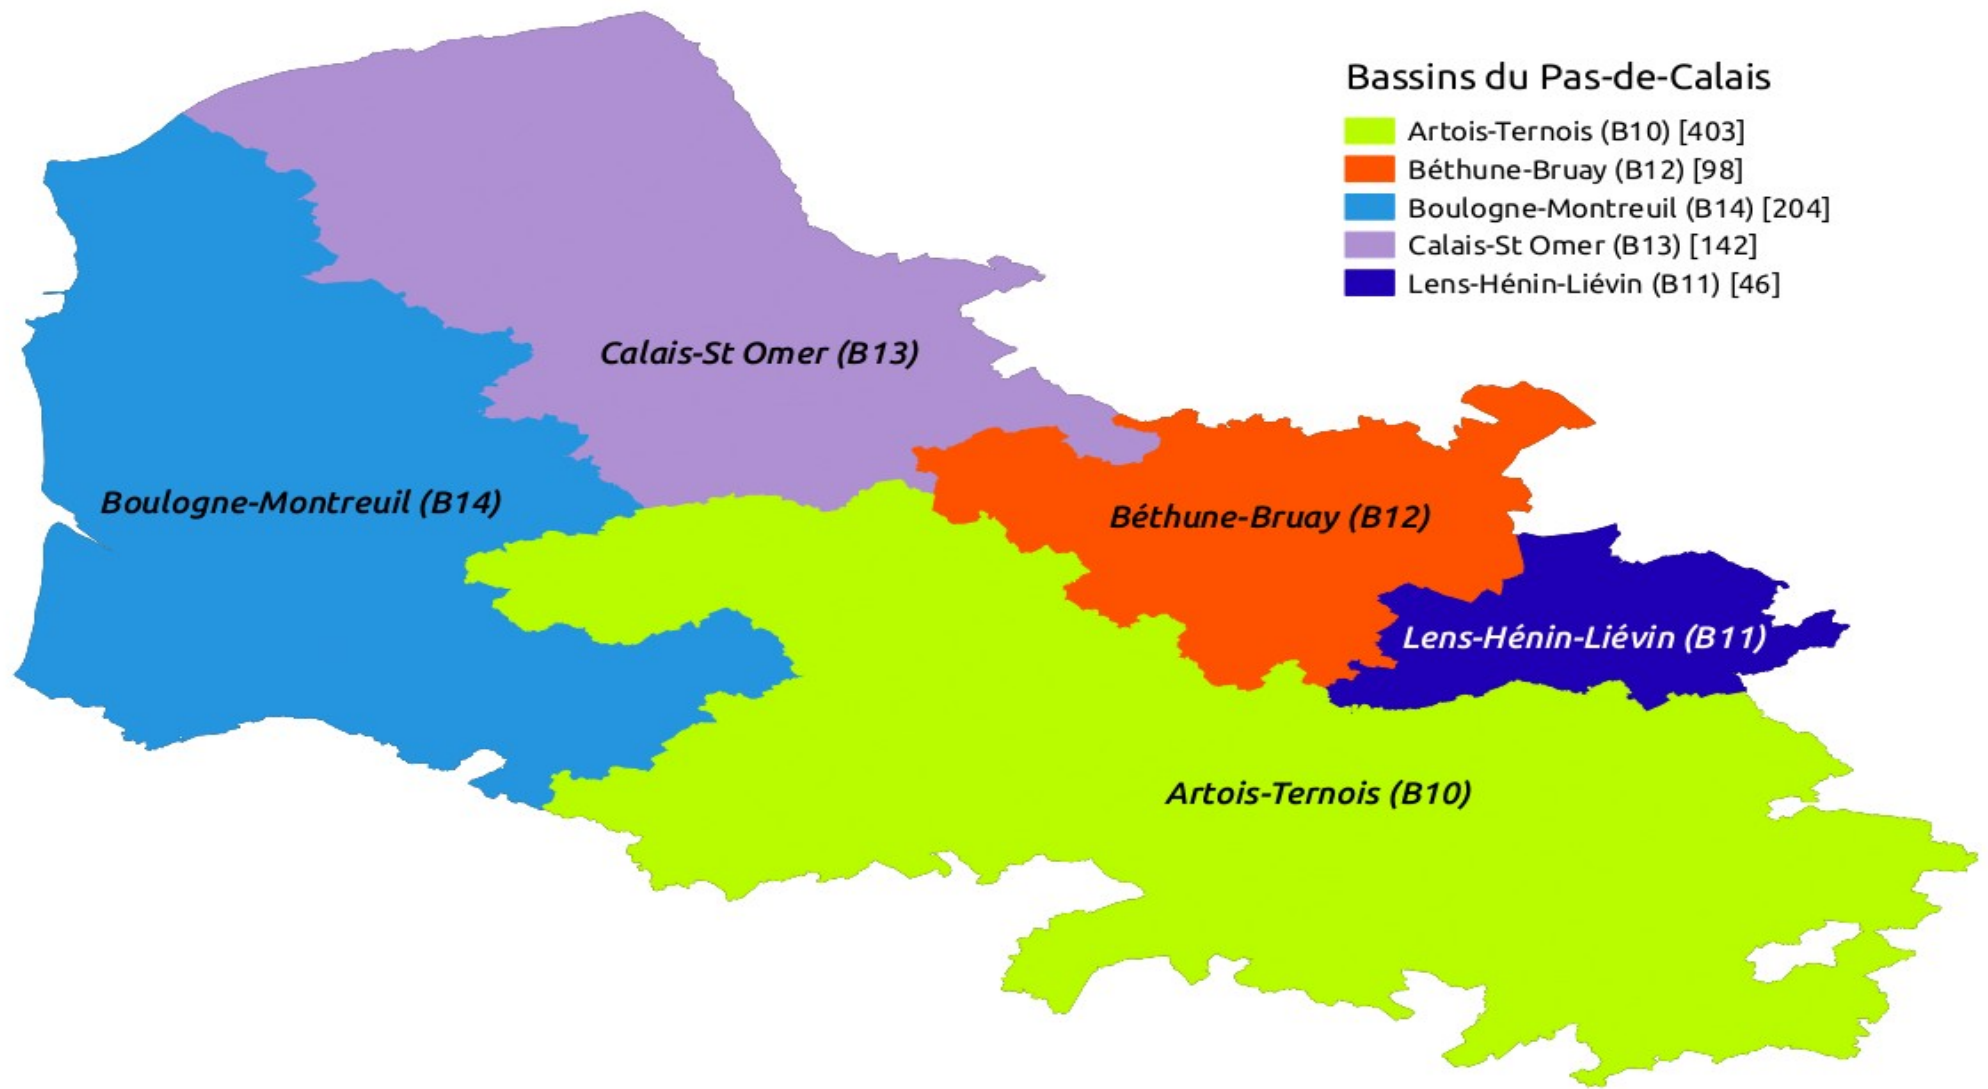 Bassins du Pas-de-Calais
Artois-Ternois (B10) [403]
Béthune-Bruay (B12) [98]
Boulogne-Montreuil (B14) [204]
Calais-St Omer (B13) [142]
Lens-Hénin-Liévin (B11) [46]
Calais-St Omer (B13)
Boulogne-Montreuil (B14)
Béthune-Bruay (B12)
Lens-Hénin-Liévin (B11)
Artois-Ternois (B10)